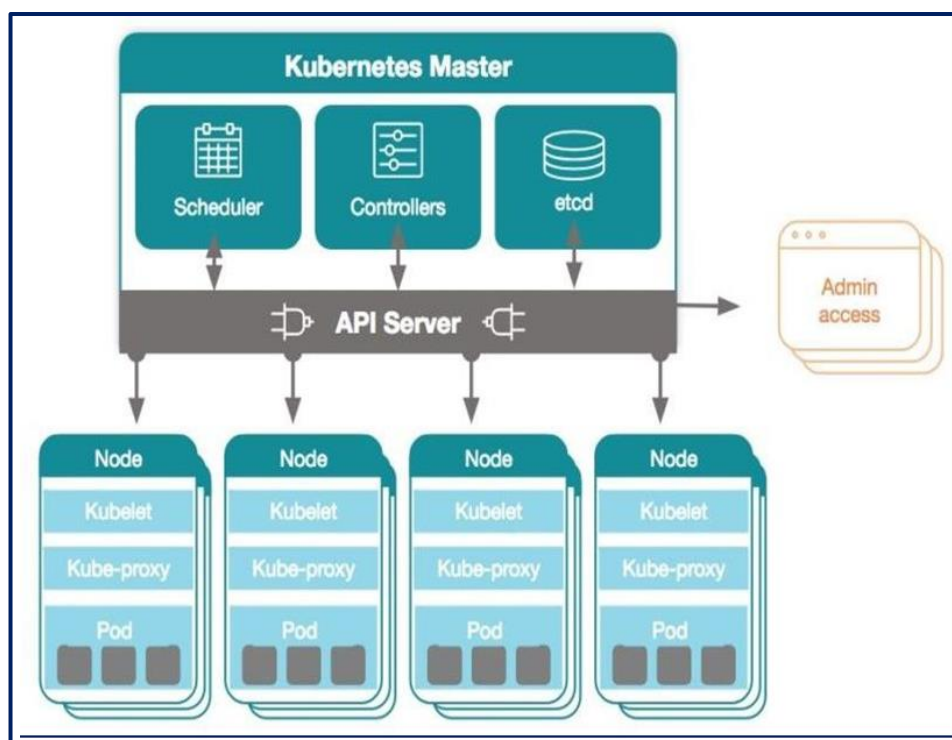 Kubernetes Master
Scheduler
Controllers
etcd
API Server
Admin
access
Node
Kubelet
Kube-proxy
Pod
Node
Kubelet
Kube-proxy
Pod
Node
Kubelet
Kube-proxy
Pod
Node
Kubelet
Kube-proxy
Pod